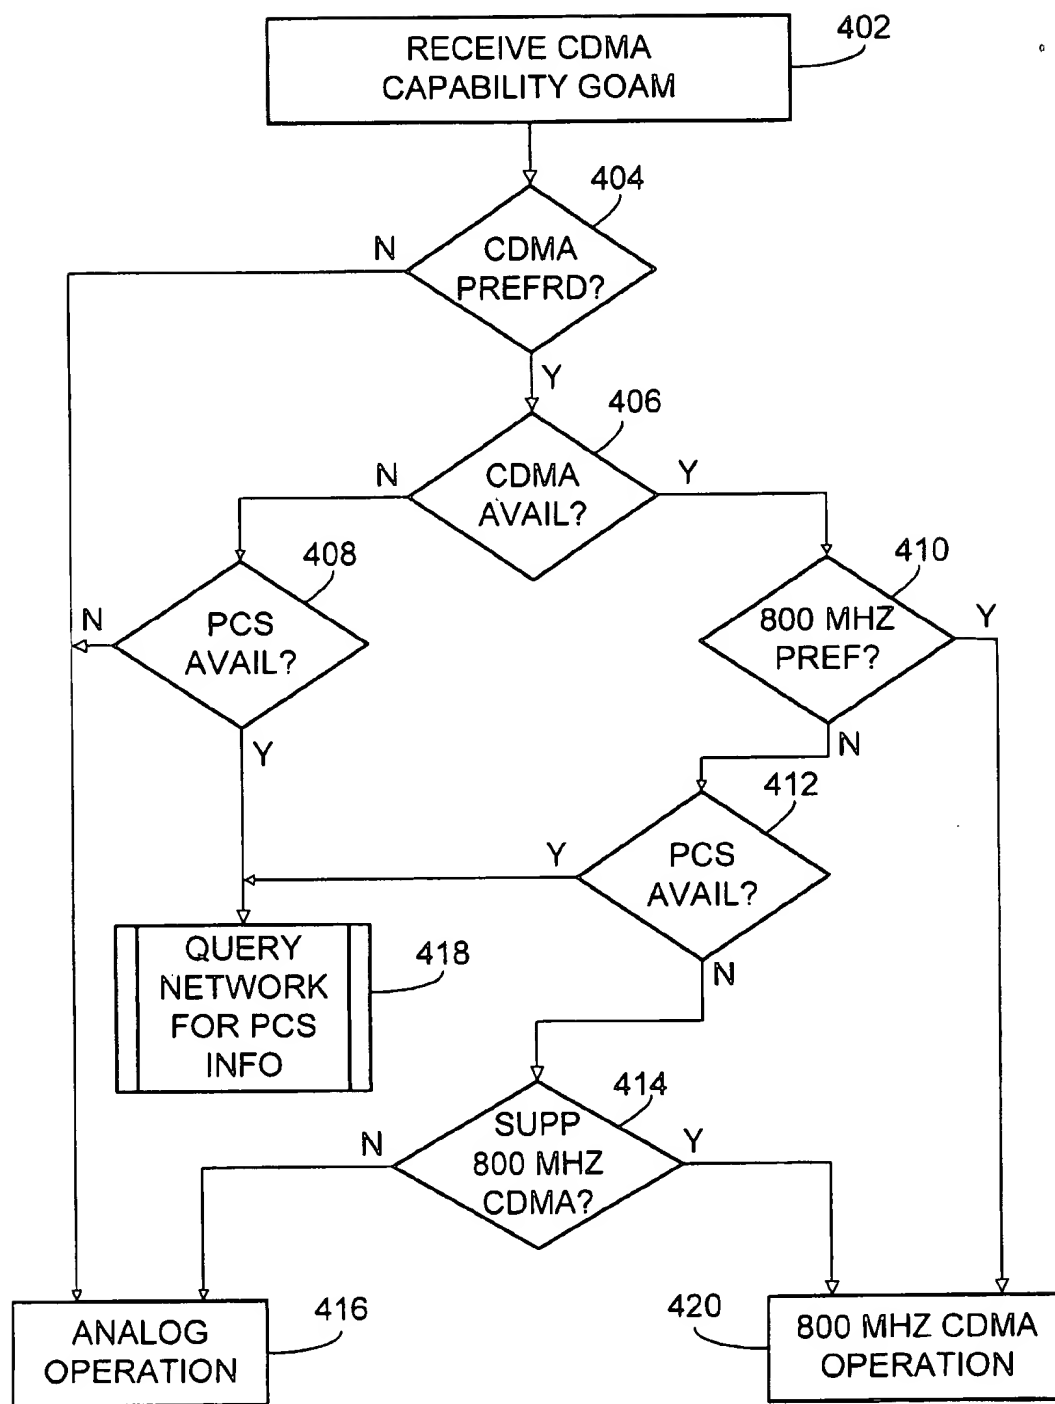 RECEIVE CDMA
CAPABILITY GOAM
402
404
N
CDMA
PREFRD?
Y
406
N
CDMA
AVAIL?
Y
408
N
PCS
AVAIL?
Y
410
800 MHZ
PREF?
Y
N
412
Y
PCS
AVAIL?
N
QUERY
NETWORK
FOR PCS
INFO
418
414
N
SUPP
800 MHZ
CDMA?
Y
ANALOG
OPERATION
416
420
800 MHZ CDMA
OPERATION